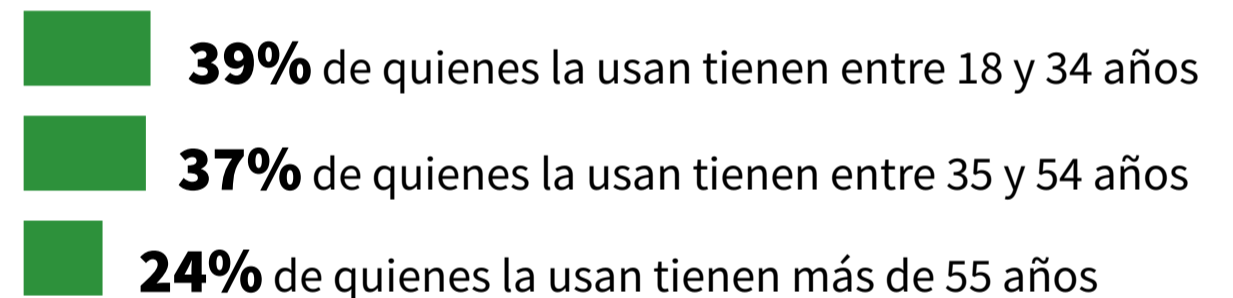 39% de quienes la usan tienen entre 18 y 34 años
37% de quienes la usan tienen entre 35 y 54 años
24% de quienes la usan tienen más de 55 años